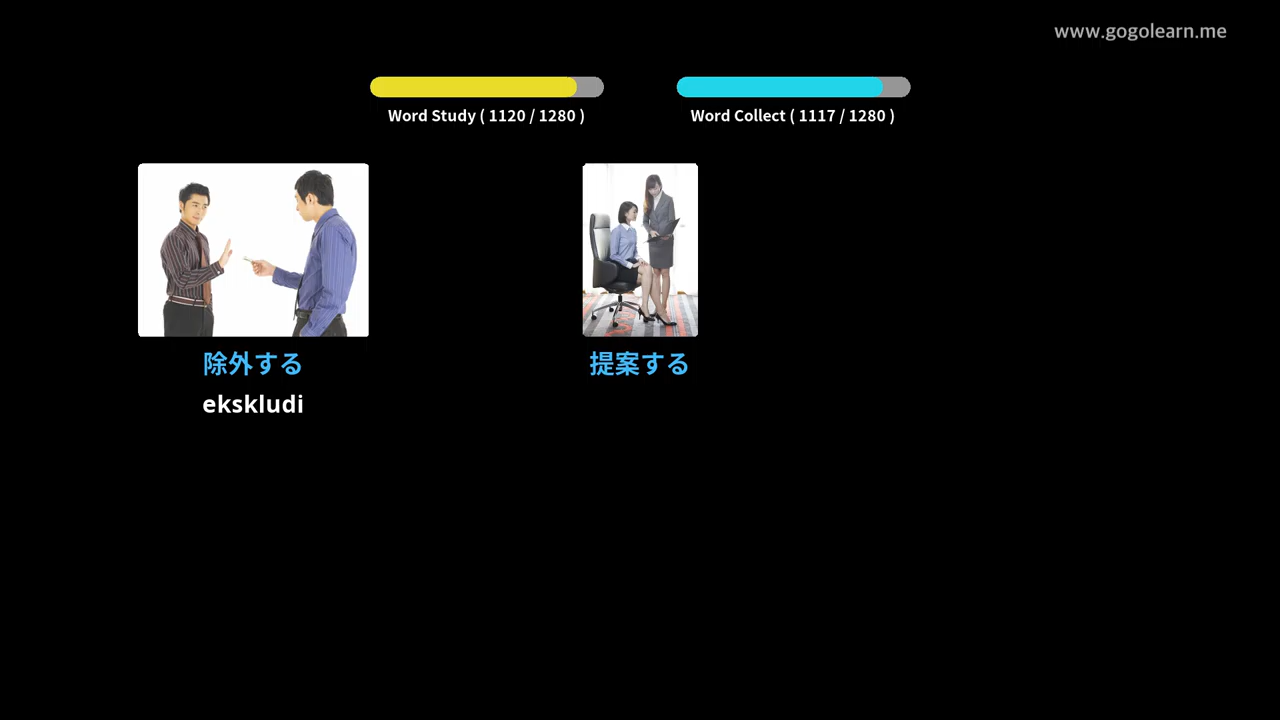 www.gogolearn.me
Word Study ( 1120 / 1280 )
Word Collect ( 1117 / 1280 )
除外する
提案する
ekskludi